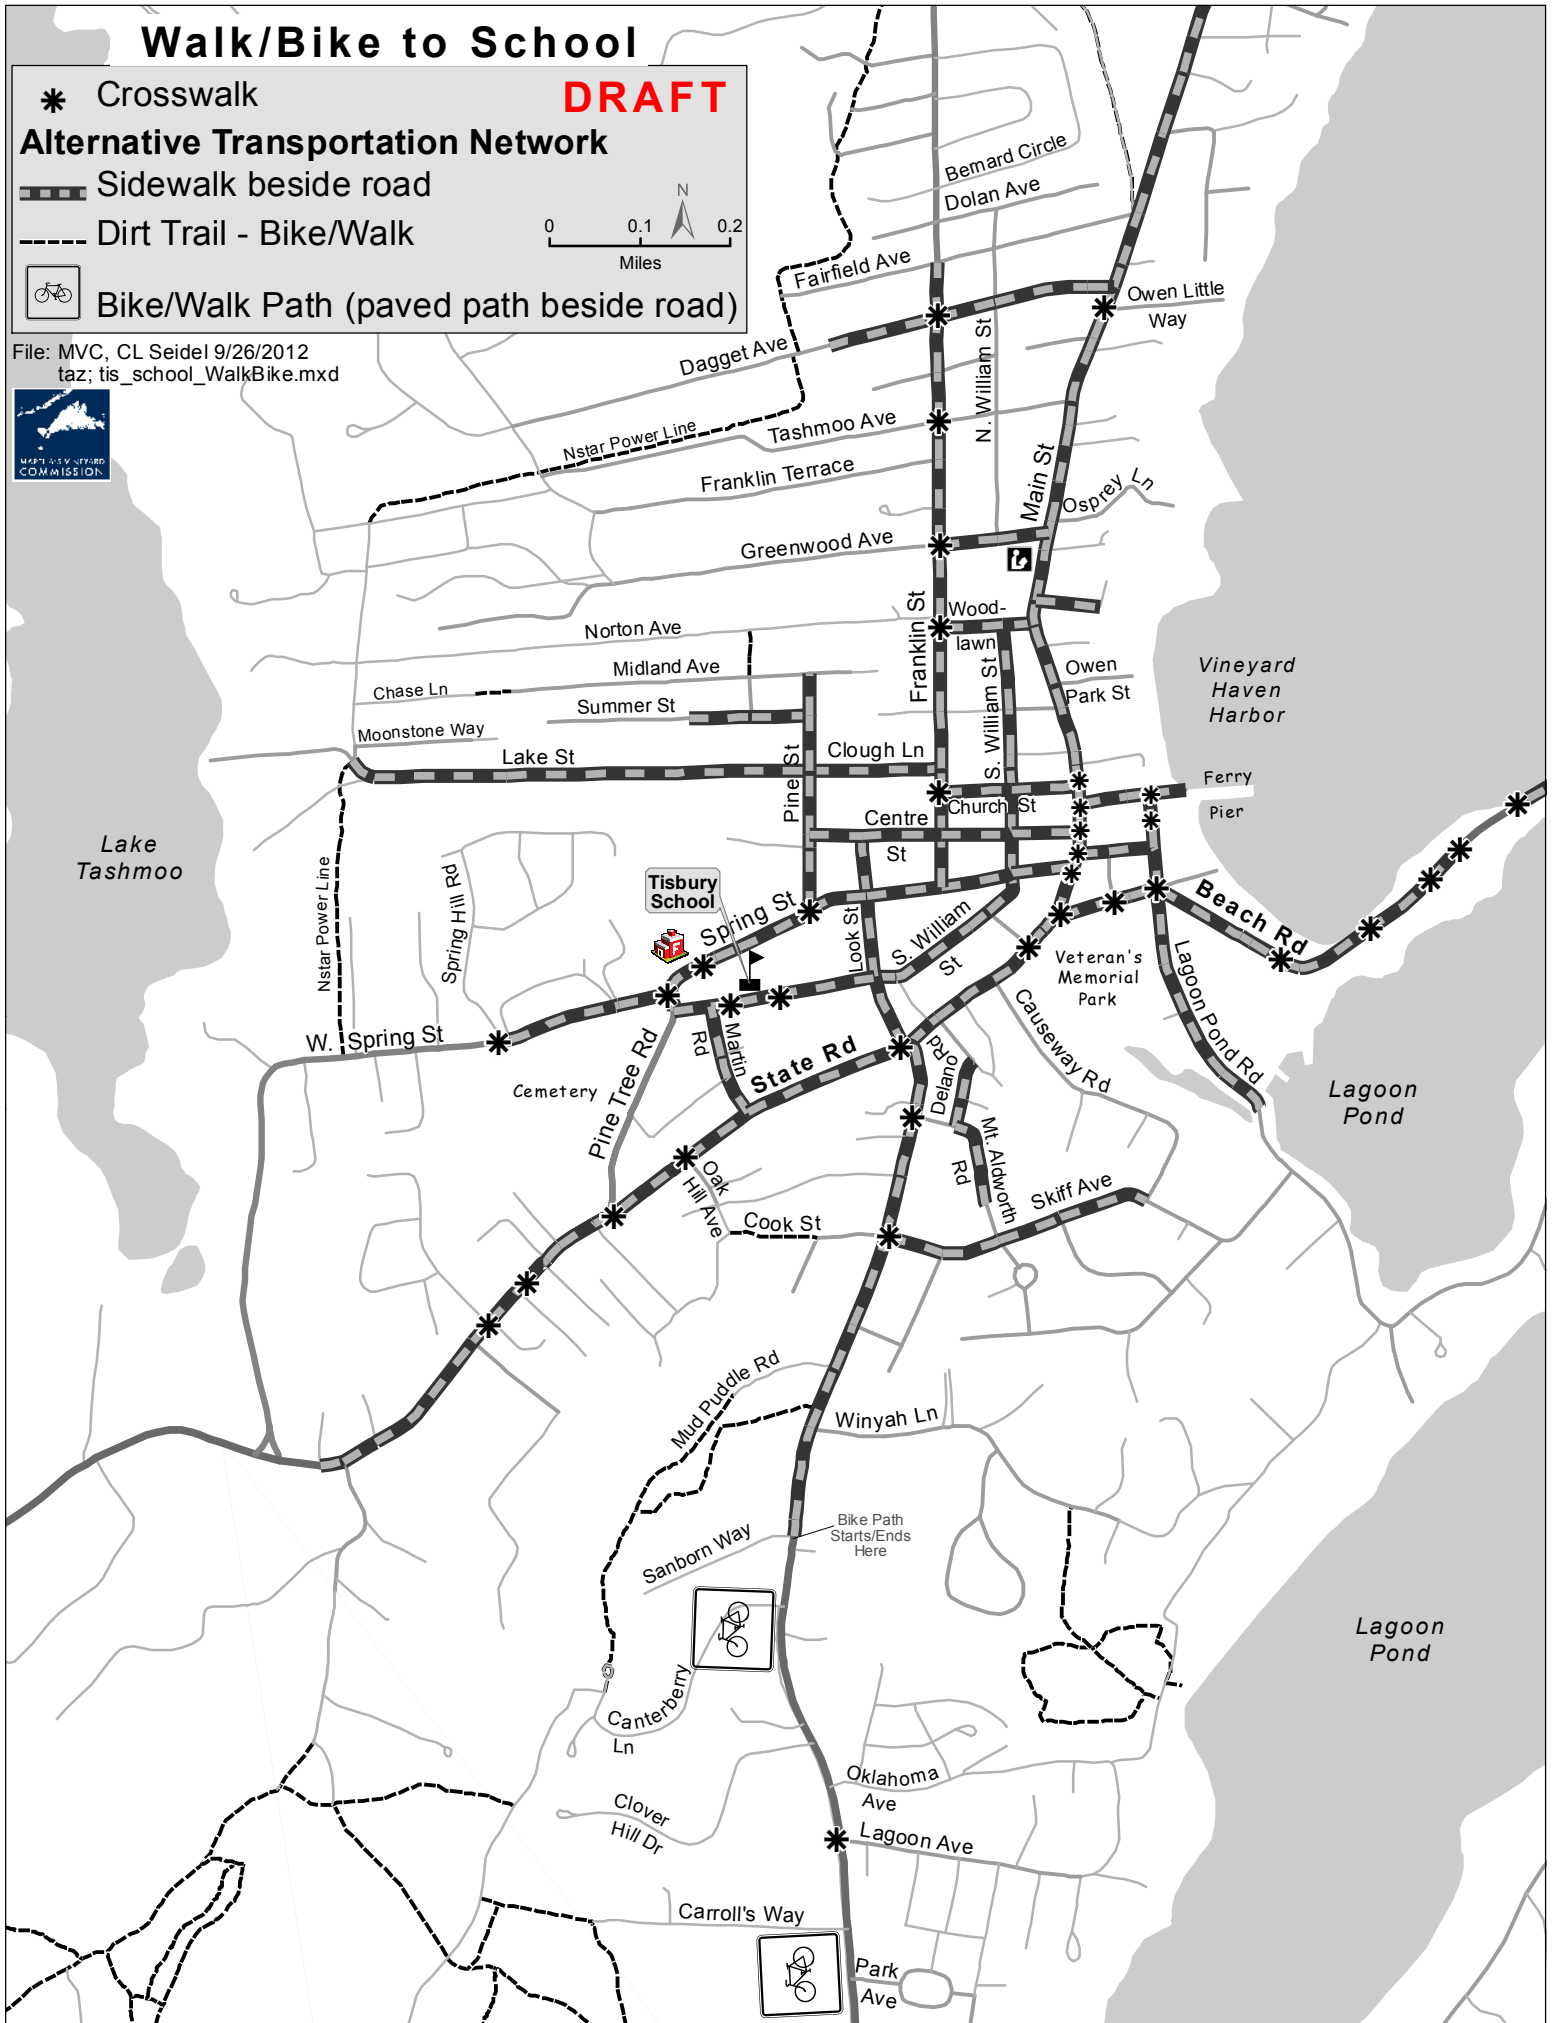 Walk/Bike to School
Crosswalk
DRAFT
Alternative Transportation Network
Sidewalk beside road
Dirt Trail - Bike/Walk
N
0 0.1 0.2
Miles
Bike/Walk Path (paved path beside road)
File: MVC, CL Seidel 9/26/2012
taz; tis_school_WalkBike.mxd
MARTHA'S VINEYARD
COMMISSION
Bernard Circle
Dolan Ave
Fairfield Ave
Owen Little
Way
Dagget Ave
N. William St
Tashmoo Ave
Nstar Power Line
Franklin Terrace
Main St
Osprey Ln
Greenwood Ave
Franklin St
Wood-
lawn
Norton Ave
Midland Ave
Chase Ln
Summer St
S. William St
Owen
Park St
Vineyard
Haven
Harbor
Moonstone Way
Lake St
Pine St
Clough Ln
Church St
Ferry
Pier
Centre
St
Lake
Tashmoo
Nstar Power Line
Spring Hill Rd
Tisbury
School
Spring St
Look St
S. William
St
Beach Rd
Veteran's
Memorial
Park
Lagoon Pond Rd
W. Spring St
Causeway Rd
Martin
Rd
State Rd
Delano Rd
Cemetery
Pine Tree Rd
Lagoon
Pond
Mt. Aldworth
Rd
Oak
Hill Ave
Skiff Ave
Cook St
Mud Puddle Rd
Winyah Ln
Bike Path
Starts/Ends
Here
Sanborn Way
Lagoon
Pond
Canterberry
Ln
Oklahoma
Ave
Clover
Hill Dr
Lagoon Ave
Carroll's Way
Park
Ave